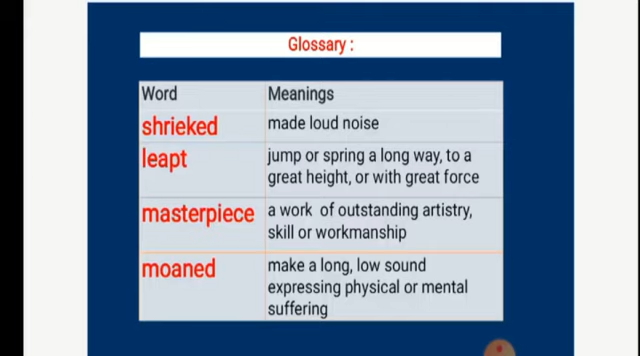 Glossary :
Word Meanings
shrieked made loud noise
leapt jump or spring a long way, to a
great height, or with great force
masterpiece a work of outstanding artistry,
skill or workmanship
moaned make a long, low sound
expressing physical or mental
suffering